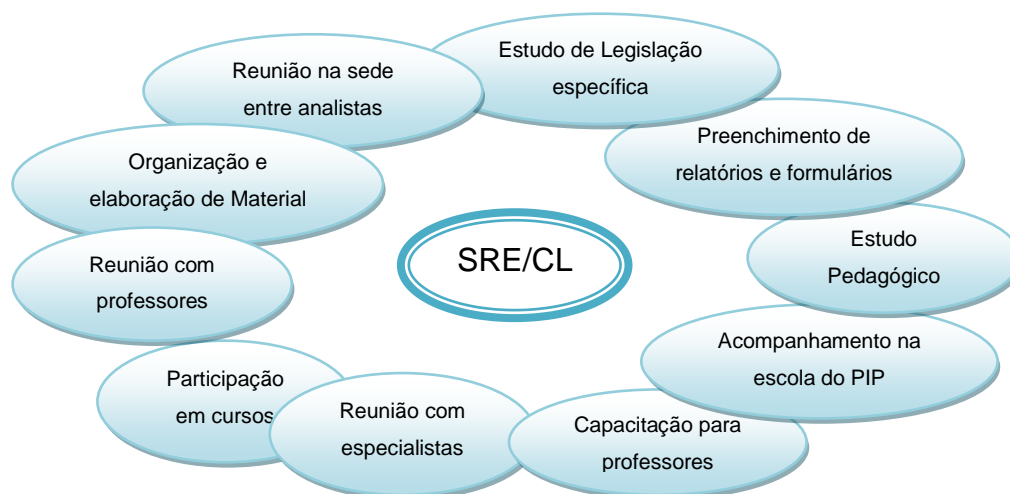 Estudo de Legislação
específica
Reunião na sede
entre analistas
Preenchimento de
relatórios e formulários
Organização e
elaboração de Material
SRE/CL
Estudo
Pedagógico
Reunião com
professores
Acompanhamento na
escola do PIP
Participação
em cursos
Reunião com
especialistas
Capacitação para
professores